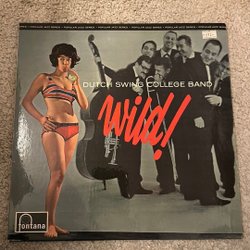 DUTCH SWING COLLEGE BAND
Wild!
fontana